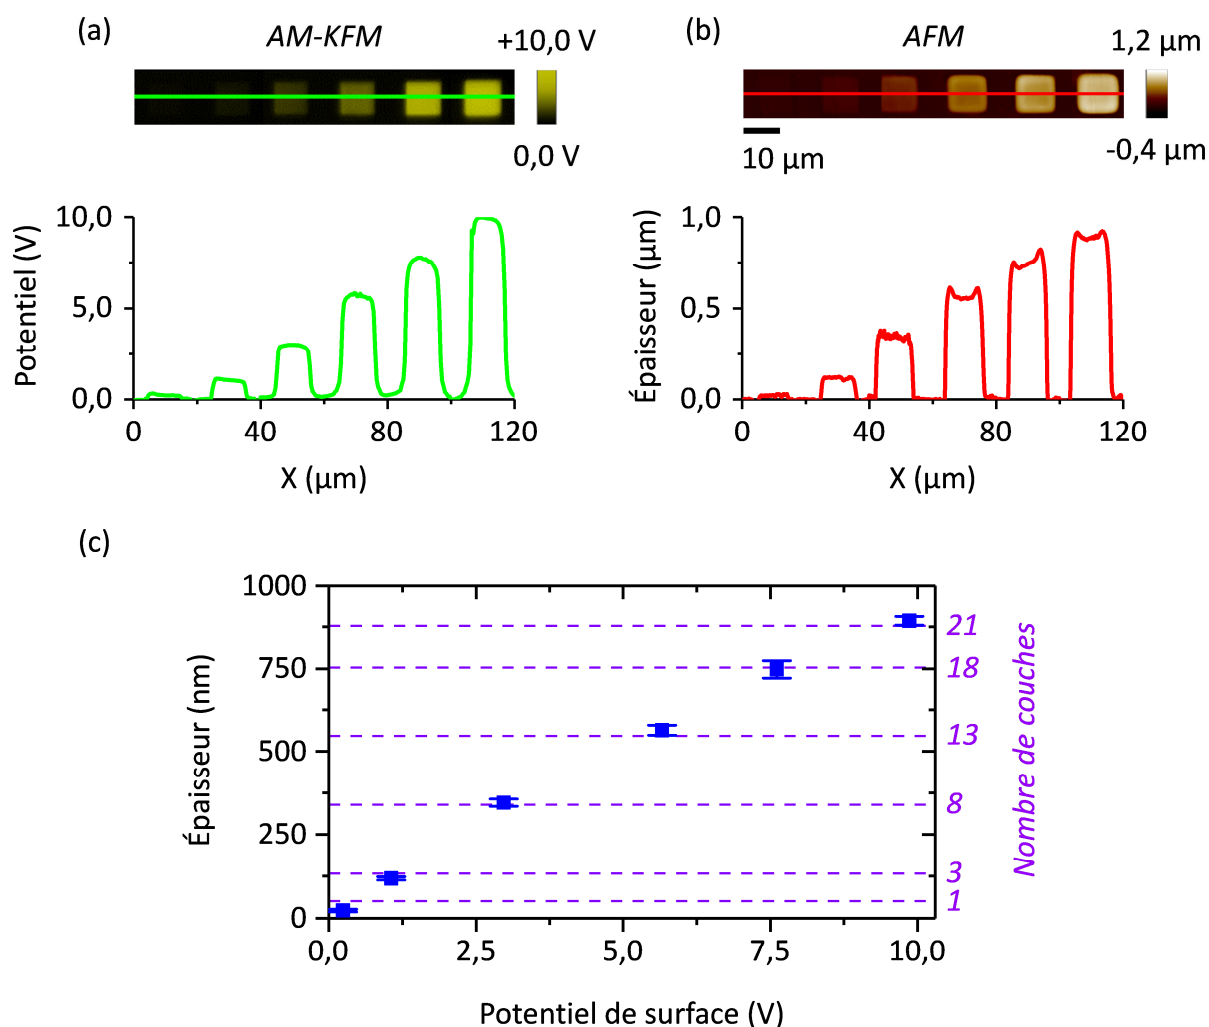 (a)
AM-KFM
+10,0 V
0,0 V
(b)
AFM
1,2 µm
-0,4 µm
10 µm
Potentiel (V)
10,0
5,0
0,0
0
40
80
120
X (µm)
Épaisseur (µm)
1,0
0,5
0,0
0
40
80
120
X (µm)
(c)
Épaisseur (nm)
1000
750
500
250
0
0,0
2,5
5,0
7,5
10,0
Potentiel de surface (V)
21
18
13
8
3
1
Nombre de couches